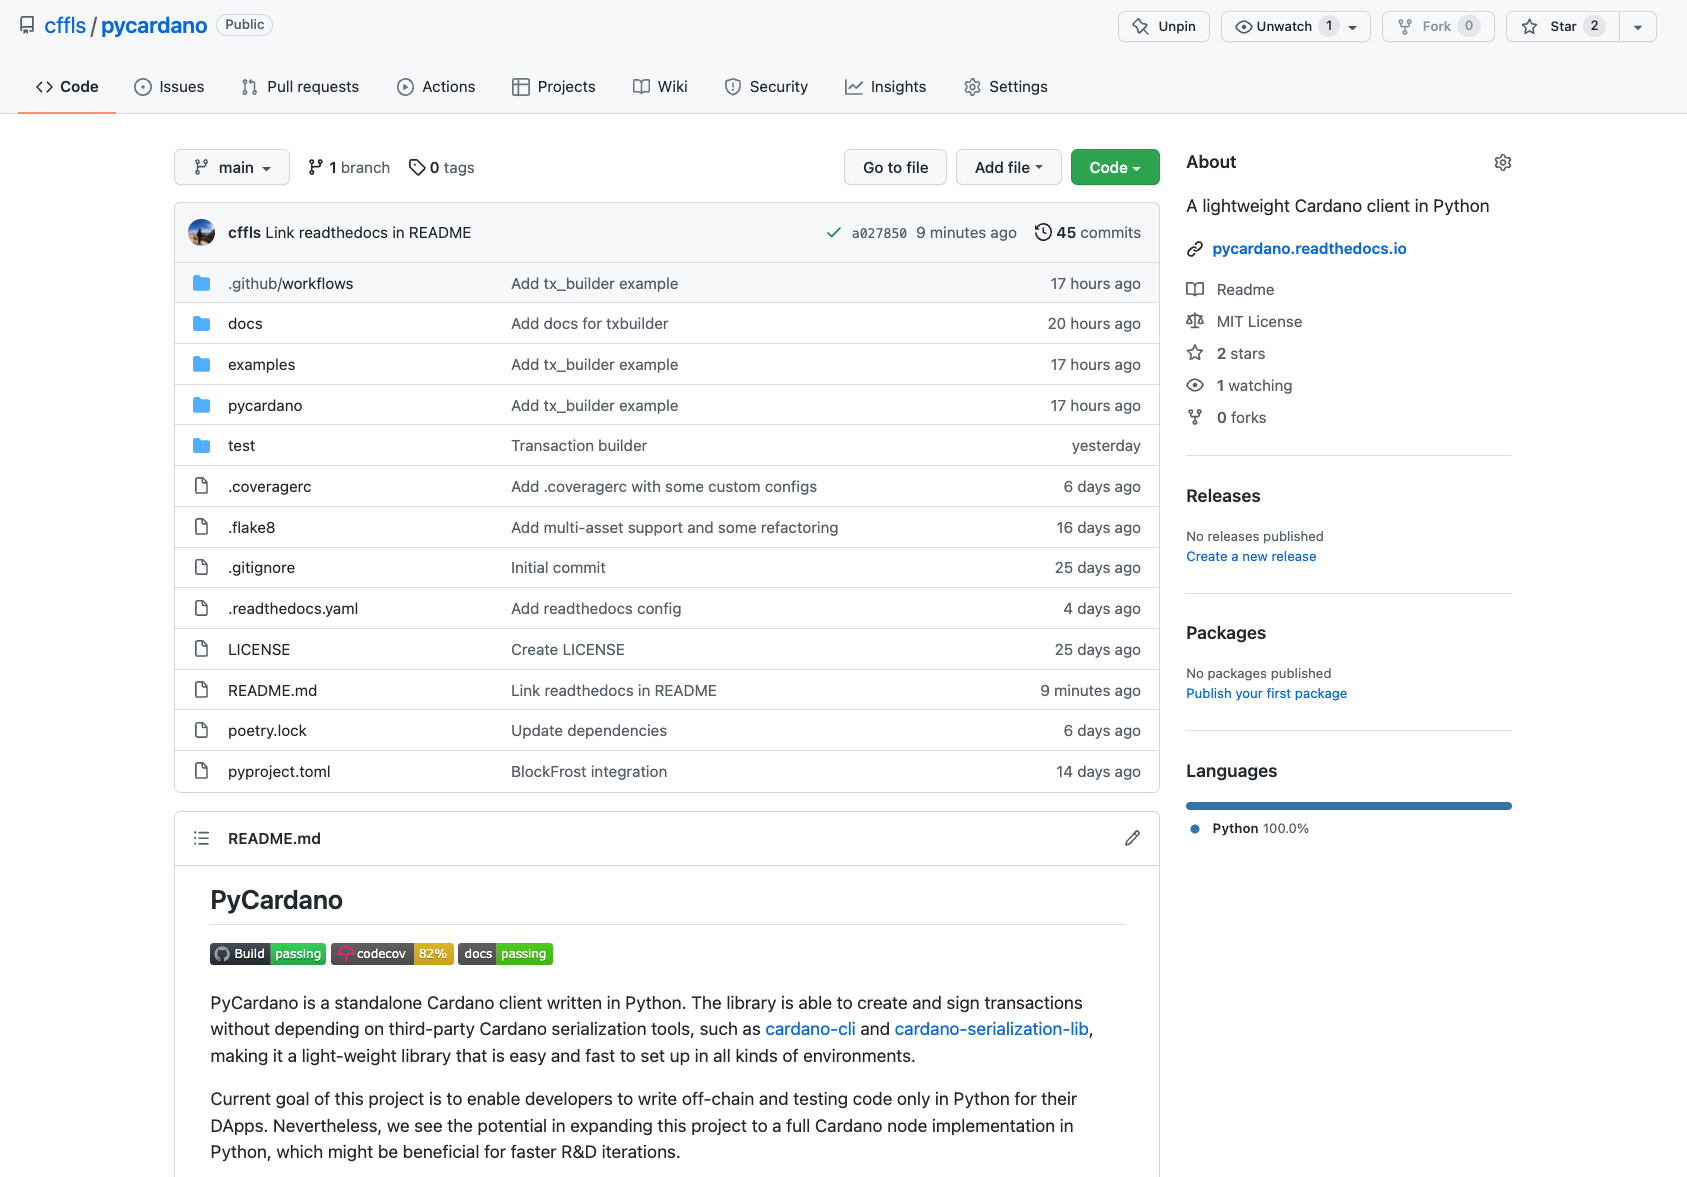 cffls / pycardano Public
Unpin Unwatch 1 Fork 0 Star 2
Code Issues Pull requests Actions Projects Wiki Security Insights Settings
main 1 branch 0 tags Go to file Add file Code
cffls Link readthedocs in README a027850 9 minutes ago 45 commits
.github/workflows Add tx_builder example 17 hours ago
docs Add docs for txbuilder 20 hours ago
examples Add tx_builder example 17 hours ago
pycardano Add tx_builder example 17 hours ago
test Transaction builder yesterday
.coveragerc Add .coveragerc with some custom configs 6 days ago
.flake8 Add multi-asset support and some refactoring 16 days ago
.gitignore Initial commit 25 days ago
.readthedocs.yaml Add readthedocs config 4 days ago
LICENSE Create LICENSE 25 days ago
README.md Link readthedocs in README 9 minutes ago
poetry.lock Update dependencies 6 days ago
pyproject.toml BlockFrost integration 14 days ago
README.md
PyCardano
Build passing codecov 82% docs passing
PyCardano is a standalone Cardano client written in Python. The library is able to create and sign transactions
without depending on third-party Cardano serialization tools, such as cardano-cli and cardano-serialization-lib,
making it a light-weight library that is easy and fast to set up in all kinds of environments.
Current goal of this project is to enable developers to write off-chain and testing code only in Python for their
DApps. Nevertheless, we see the potential in expanding this project to a full Cardano node implementation in
Python, which might be beneficial for faster R&D iterations.
About
A lightweight Cardano client in Python
pycardano.readthedocs.io
Readme
MIT License
2 stars
1 watching
0 forks
Releases
No releases published
Create a new release
Packages
No packages published
Publish your first package
Languages
Python 100.0%